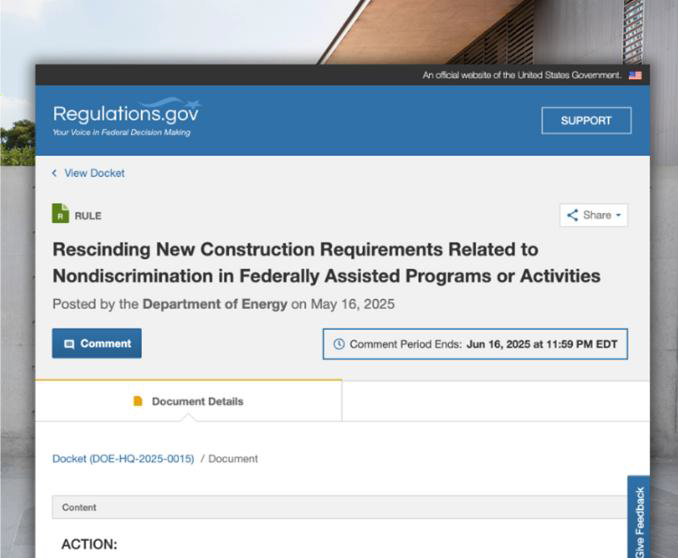 An official website of the United States Government.
Regulations.gov
Your Voice in Federal Decision Making
SUPPORT
View Docket
R RULE
Share
Rescinding New Construction Requirements Related to
Nondiscrimination in Federally Assisted Programs or Activities
Posted by the Department of Energy on May 16, 2025
Comment
Comment Period Ends: Jun 16, 2025 at 11:59 PM EDT
Document Details
Docket (DOE-HQ-2025-0015) / Document
Content
Give Feedback
ACTION: